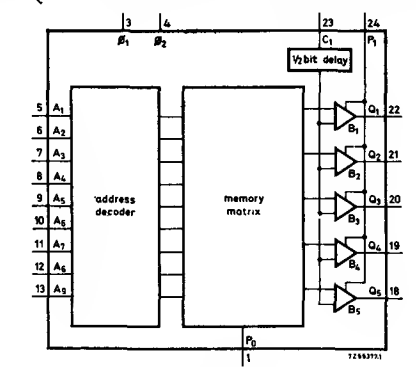 3 4 23 24
Ø1 Ø2 C1 P1
½ bit delay
5 A1 Q1 22
B1
6 A2
7 A3 Q2 21
B2
8 A4
9 A5 address decoder memory matrix Q3 20
B3
10 A6
11 A7 Q4 19
B4
12 A8
13 A9 Q5 18
B5
P0
1